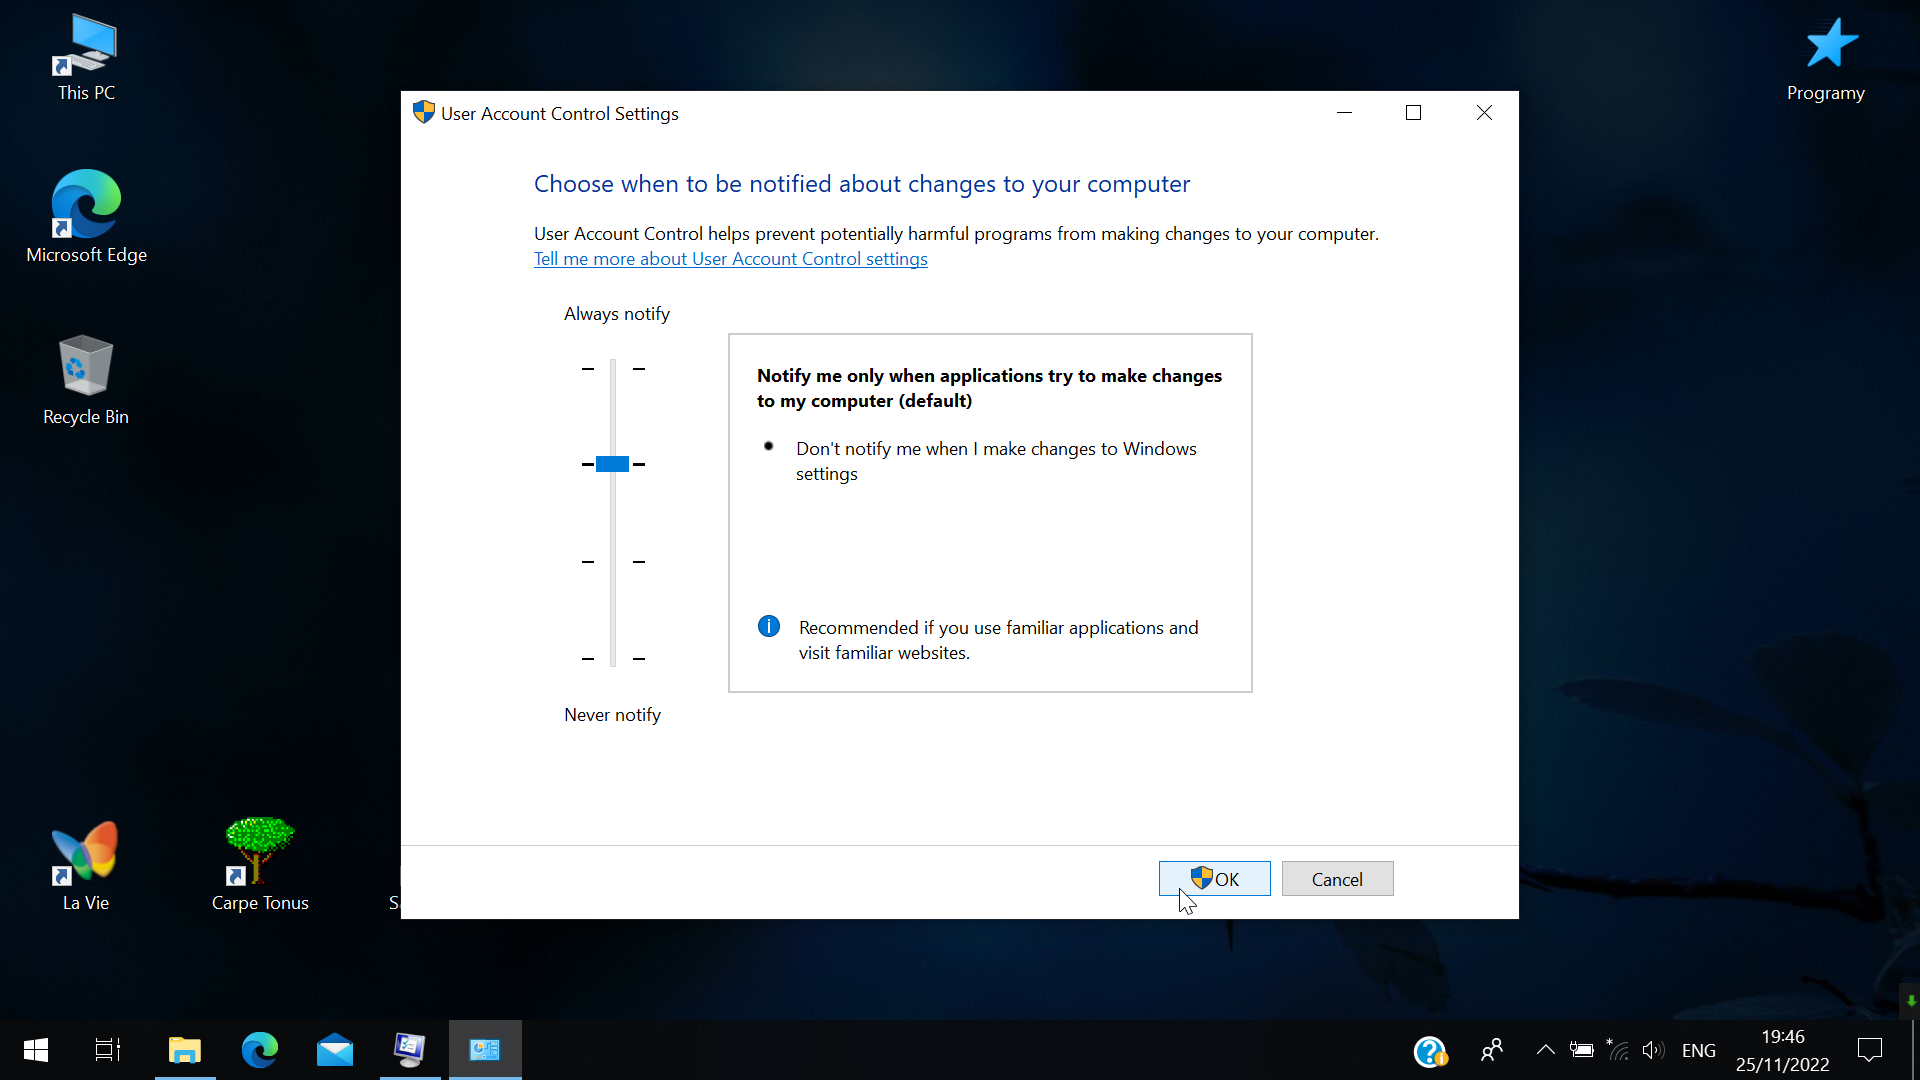 This PC
Programy
User Account Control Settings
Choose when to be notified about changes to your computer
User Account Control helps prevent potentially harmful programs from making changes to your computer.
Tell me more about User Account Control settings
Microsoft Edge
Always notify
Notify me only when applications try to make changes
to my computer (default)
Don't notify me when I make changes to Windows
settings
Recycle Bin
Recommended if you use familiar applications and
visit familiar websites.
Never notify
OK
Cancel
La Vie
Carpe Tonus
19:46
ENG
25/11/2022